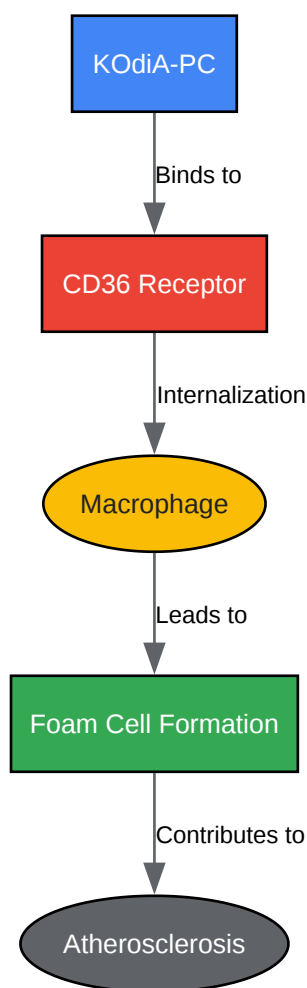 KOdiA-PC
Binds to
CD36 Receptor
Internalization
Macrophage
Leads to
Foam Cell Formation
Contributes to
Atherosclerosis